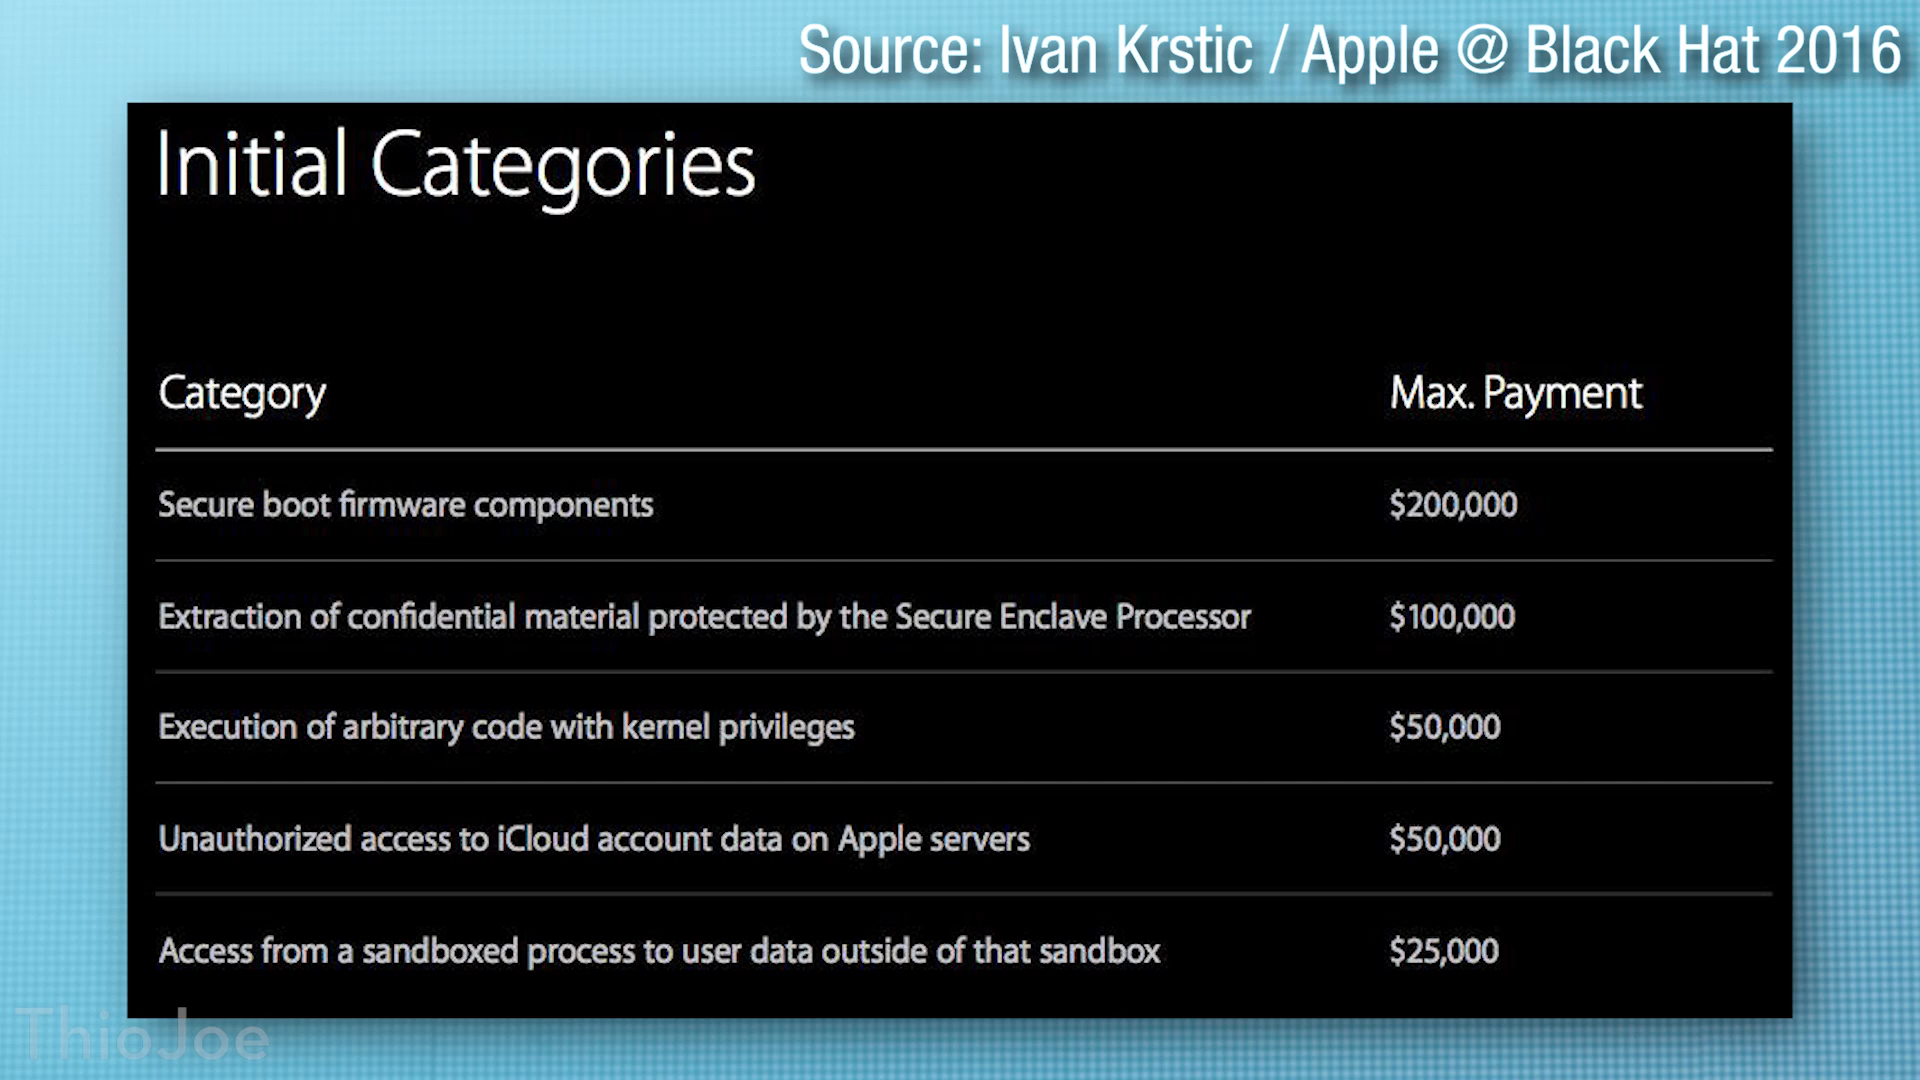 Source: Ivan Krstic / Apple @ Black Hat 2016
Initial Categories
Category Max. Payment
Secure boot firmware components $200,000
Extraction of confidential material protected by the Secure Enclave Processor $100,000
Execution of arbitrary code with kernel privileges $50,000
Unauthorized access to iCloud account data on Apple servers $50,000
Access from a sandboxed process to user data outside of that sandbox $25,000
ThioJoe